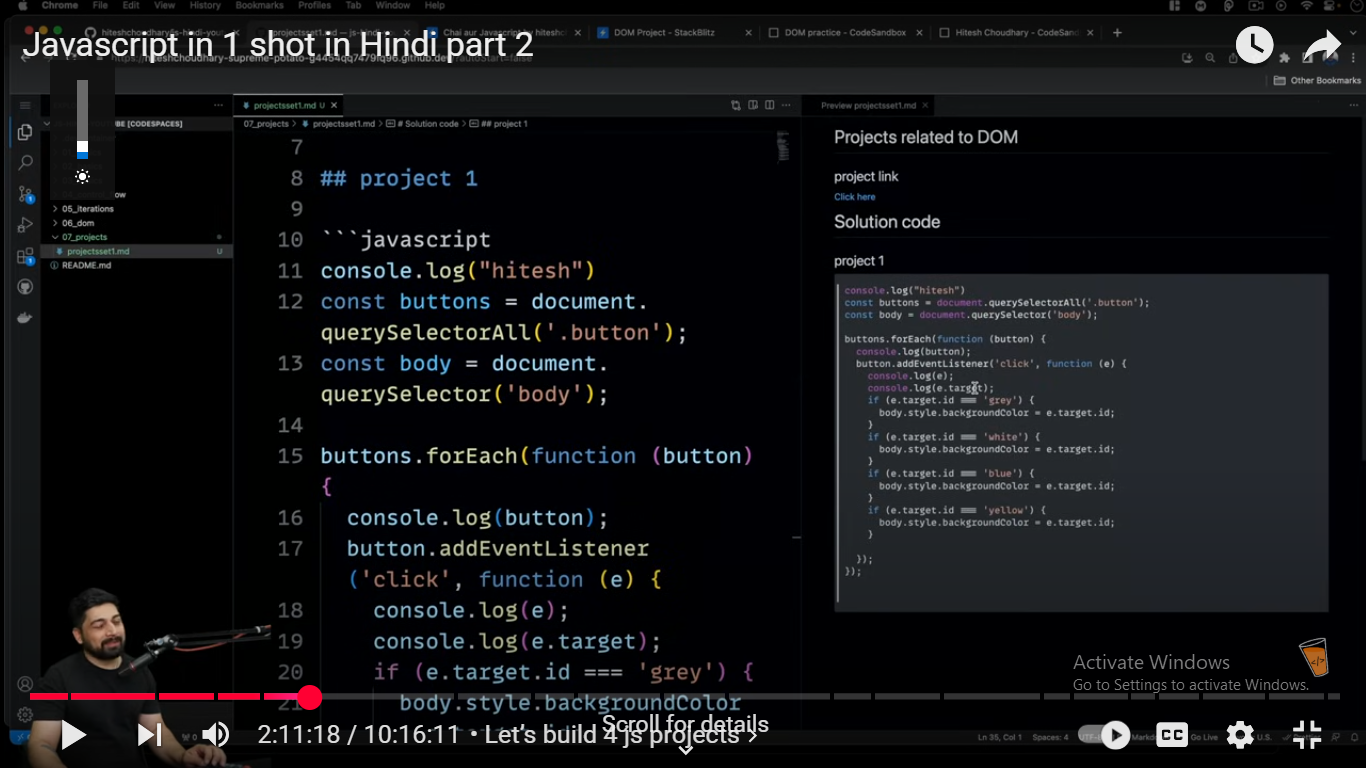 Chrome File Edit View History Bookmarks Profiles Tab Window Help
Chai aur Javascript by hiteshc DOM Project - StackBlitz DOM practice - CodeSandbox Hitesh Choudhary - CodeSan
Javascript in 1 shot in Hindi part 2
Other Bookmarks
projectsset1.md U Preview projectsset1.md
[CODESPACES]
07_projects > projectsset1.md > # Solution code > ## project 1
05_iterations
06_dom
07_projects
projectsset1.md U
README.md
7
8 ## project 1
9
10 ```javascript
11 console.log("hitesh")
12 const buttons = document.
querySelectorAll('.button');
13 const body = document.
querySelector('body');
14
15 buttons.forEach(function (button)
{
16 console.log(button);
17 button.addEventListener
('click', function (e) {
18 console.log(e);
19 console.log(e.target);
20 if (e.target.id === 'grey') {
21 body.style.backgroundColor
Projects related to DOM
project link
Click here
Solution code
project 1
console.log("hitesh")
const buttons = document.querySelectorAll('.button');
const body = document.querySelector('body');
buttons.forEach(function (button) {
console.log(button);
button.addEventListener('click', function (e) {
console.log(e);
console.log(e.target);
if (e.target.id === 'grey') {
body.style.backgroundColor = e.target.id;
}
if (e.target.id === 'white') {
body.style.backgroundColor = e.target.id;
}
if (e.target.id === 'blue') {
body.style.backgroundColor = e.target.id;
}
if (e.target.id === 'yellow') {
body.style.backgroundColor = e.target.id;
}
});
});
Activate Windows
Go to Settings to activate Windows.
Scroll for details
2:11:18 / 10:16:11 • Let's build 4 js projects >
CC
Ln 35, Col 1 Spaces: 4 Go Live U.S.